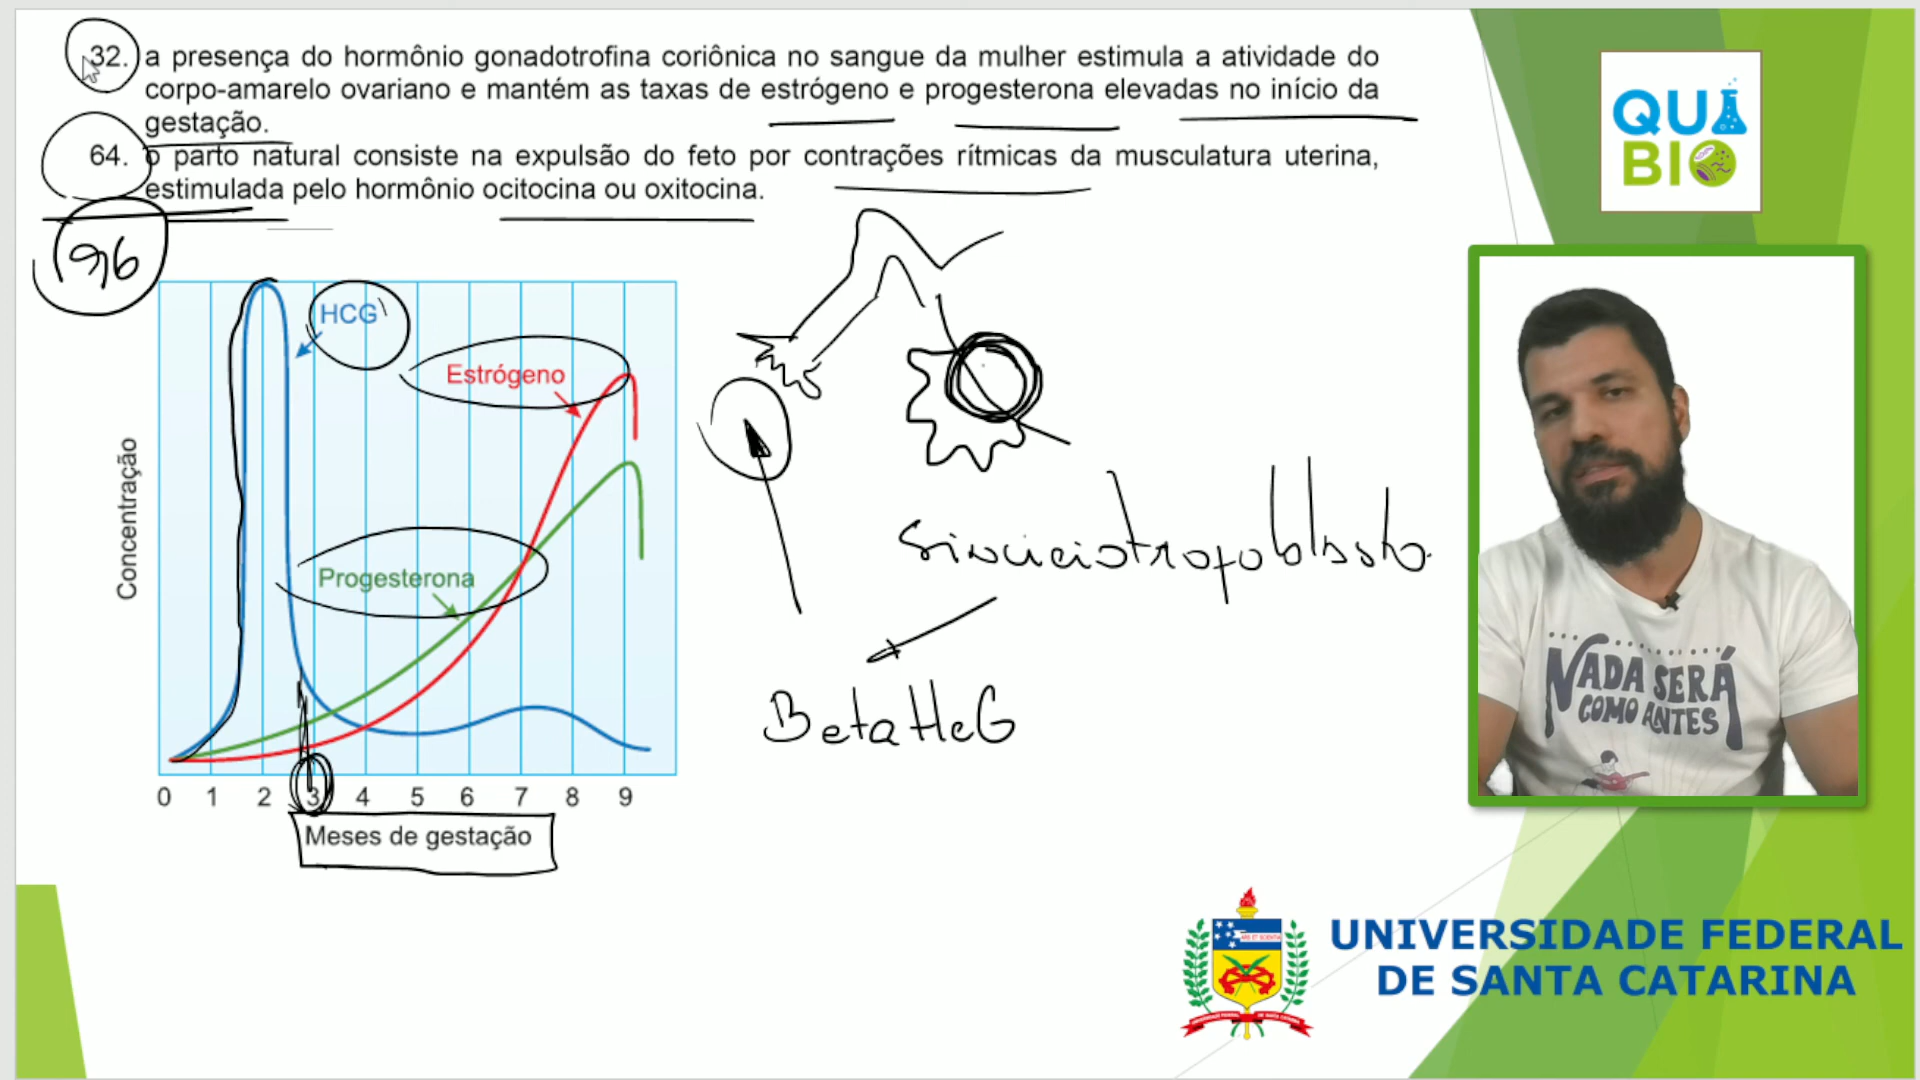 32. a presença do hormônio gonadotrofina coriônica no sangue da mulher estimula a atividade do
corpo-amarelo ovariano e mantém as taxas de estrógeno e progesterona elevadas no início da
gestação.
64. o parto natural consiste na expulsão do feto por contrações rítmicas da musculatura uterina,
estimulada pelo hormônio ocitocina ou oxitocina.
96
HCG
Estrógeno
Progesterona
Concentração
0 1 2 3 4 5 6 7 8 9
Meses de gestação
Beta HcG
QUÍ
BIO
NADA SERÁ
COMO ANTES
UNIVERSIDADE FEDERAL
DE SANTA CATARINA